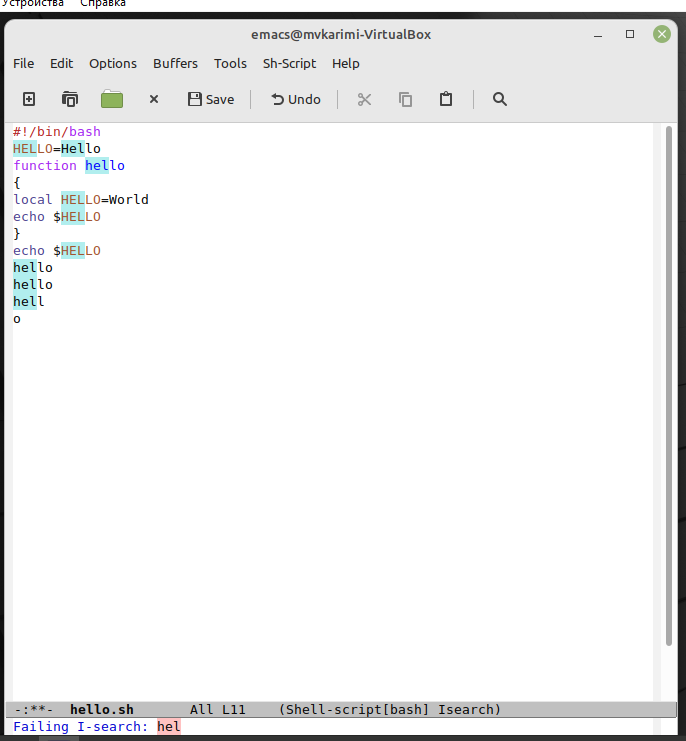 Устройства Справка
emacs@mvkarimi-VirtualBox
File Edit Options Buffers Tools Sh-Script Help
Save Undo
#!/bin/bash
HELLO=Hello
function hello
{
local HELLO=World
echo $HELLO
}
echo $HELLO
hello
hello
hell
o
-:**- hello.sh All L11 (Shell-script[bash] Isearch)
Failing I-search: hel